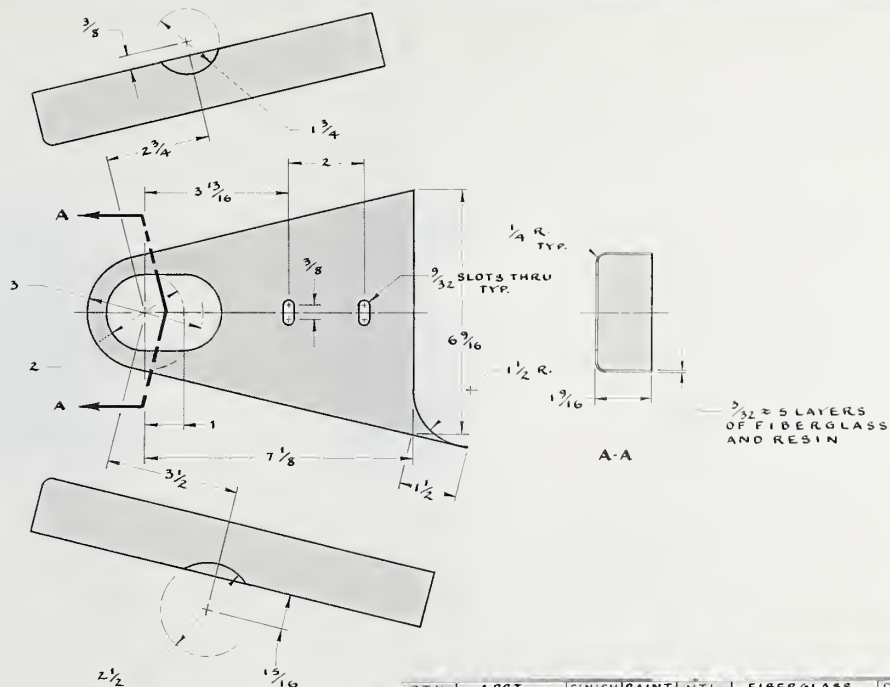 3/8
1 3/4
2 3/4
2
3 13/16
A
1/4 R.
TYP.
3/8
9/32 SLOTS THRU
TYP.
3
6 9/16
2
1 1/2 R.
A
1 9/16
3/32 ≈ 5 LAYERS
OF FIBERGLASS
AND RESIN
1
A-A
7 1/8
3 1/2
1 1/2
2 1/2
15/16
FINISH PAINT MTL. FIBERGLASS